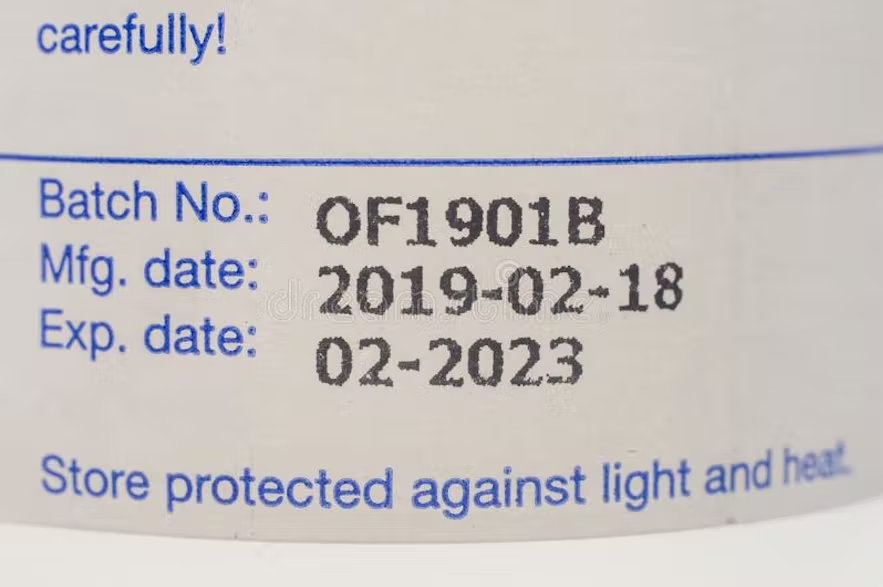 carefully!
Batch No.: OF1901B
Mfg. date: 2019-02-18
Exp. date: 02-2023
Store protected against light and heat.
dreamstime